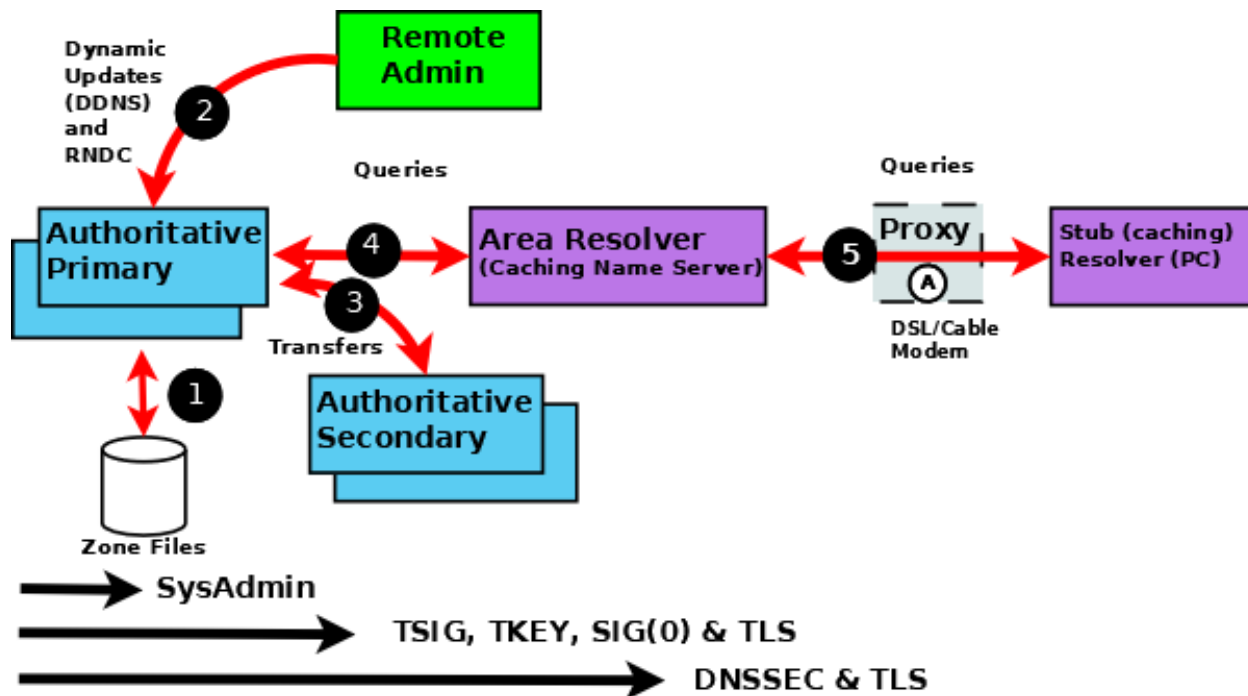 Dynamic
Updates
(DDNS)
and
RNDC
2
Remote
Admin
Queries
Queries
Authoritative
Primary
4
Area Resolver
(Caching Name Server)
5
Proxy
A
DSL/Cable
Modem
Stub (caching)
Resolver (PC)
3
Transfers
1
Authoritative
Secondary
Zone Files
SysAdmin
TSIG, TKEY, SIG(0) & TLS
DNSSEC & TLS